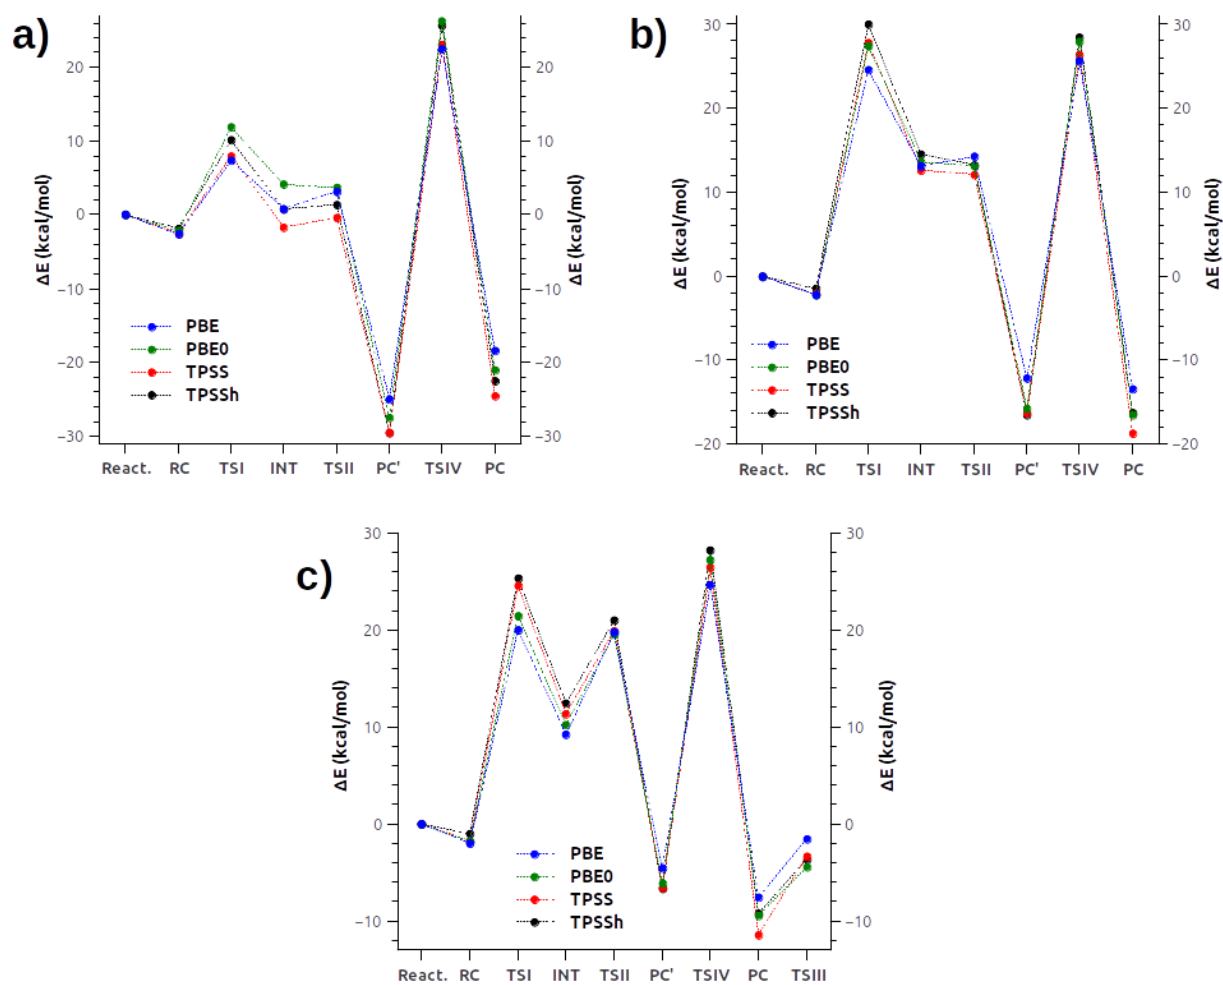 a)
ΔE (kcal/mol)
20
10
0
−10
−20
−30
PBE
PBE0
TPSS
TPSSh
20
10
0
−10
−20
−30
ΔE (kcal/mol)
React. RC TSI INT TSII PC' TSIV PC
b)
ΔE (kcal/mol)
30
20
10
0
−10
−20
PBE
PBE0
TPSS
TPSSh
30
20
10
0
−10
−20
ΔE (kcal/mol)
React. RC TSI INT TSII PC' TSIV PC
c)
ΔE (kcal/mol)
30
20
10
0
−10
PBE
PBE0
TPSS
TPSSh
30
20
10
0
−10
ΔE (kcal/mol)
React. RC TSI INT TSII PC' TSIV PC TSIII